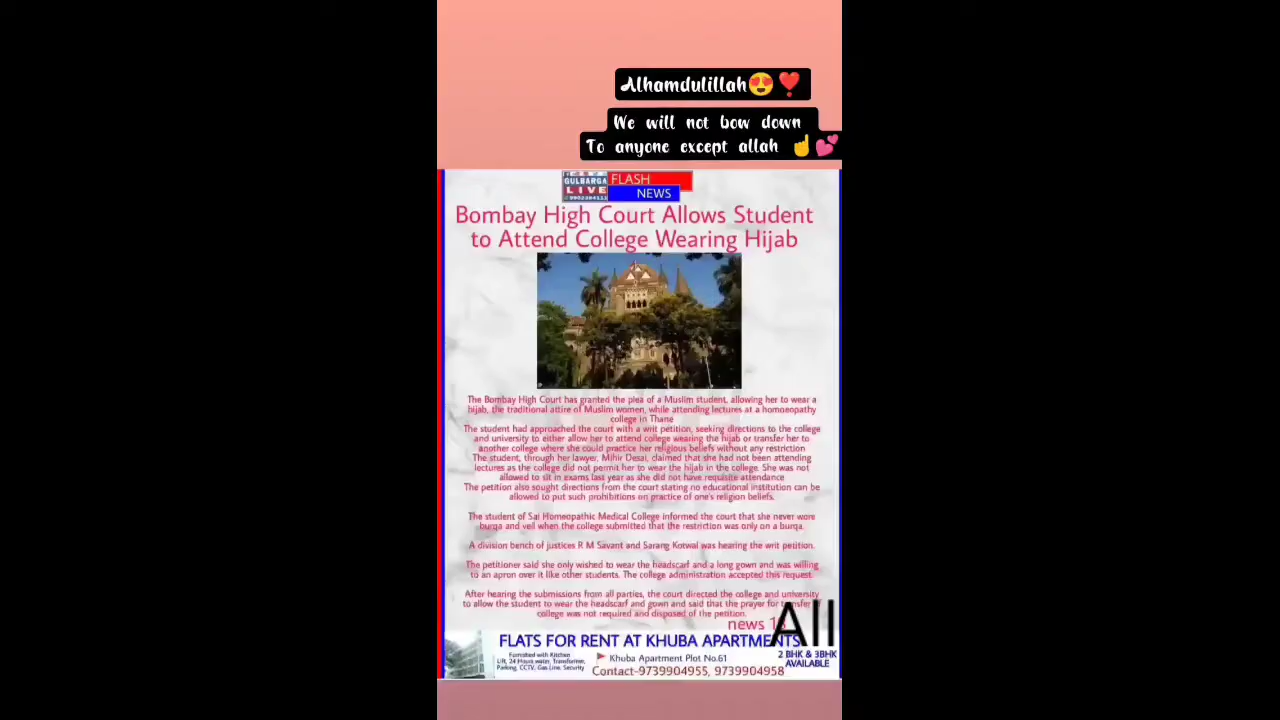 Alhamdulillah😍❣️
We will not bow down
To anyone except allah ☝️💕
GULBARGA FLASH
LIVE NEWS
Bombay High Court Allows Student
to Attend College Wearing Hijab
The Bombay High Court has granted the plea of a Muslim student, allowing her to wear a
hijab, the traditional attire of Muslim women, while attending lectures at a homoeopathy
college in Thane
The student had approached the court with a writ petition, seeking directions to the college
and university to either allow her to attend college wearing the hijab or transfer her to
another college where she could practice her religious beliefs without any restriction
The student, through her lawyer, Mihir Desai, claimed that she had not been attending
lectures as the college did not permit her to wear the hijab in the college. She was not
allowed to sit in exams last year as she did not have requisite attendance
The petition also sought directions from the court stating no educational institution can be
allowed to put such prohibitions on practice of one's religion beliefs.
The student of Sai Homeopathic Medical College informed the court that she never wore
burqa and veil when the college submitted that the restriction was only on a burqa.
A division bench of justices R M Savant and Sarang Kotwal was hearing the writ petition.
The petitioner said she only wished to wear the headscarf and a long gown and was willing
to an apron over it like other students. The college administration accepted this request.
After hearing the submissions from all parties, the court directed the college and university
to allow the student to wear the headscarf and gown and said that the prayer for transfer
college was not required and disposed of the petition.
news
All
FLATS FOR RENT AT KHUBA APARTMENTS
Furnished with Kitchen
Lift, 24 Hours water, Transformer,
Parking, CCTV, Gas Line, Security
Khuba Apartment Plot No.61
Contact-9739904955, 9739904958
2 BHK & 3BHK
AVAILABLE